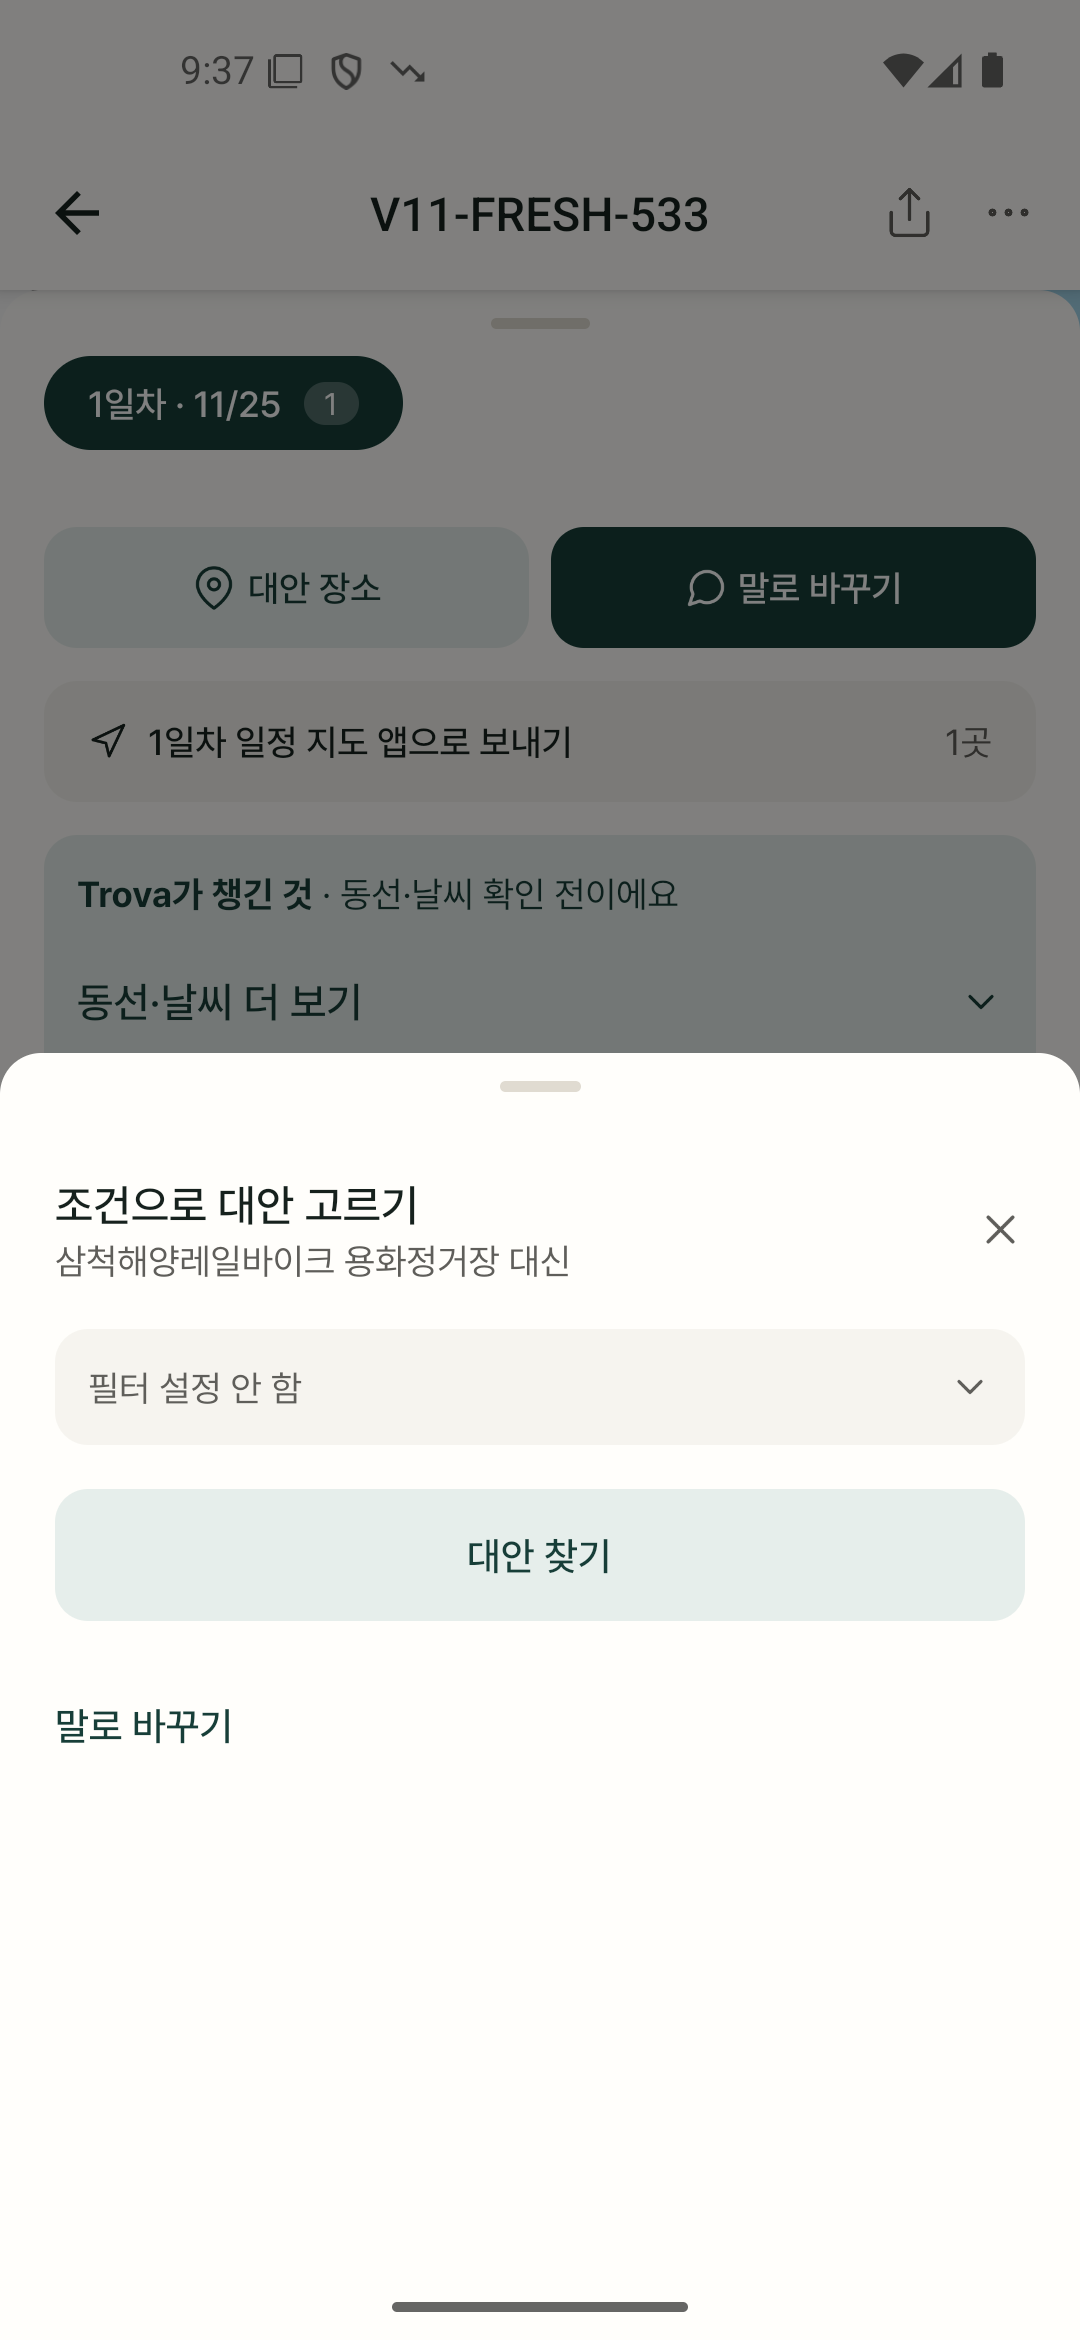 9:37
V11-FRESH-533
1일차 · 11/25 1
대안 장소
말로 바꾸기
1일차 일정 지도 앱으로 보내기 1곳
Trova가 챙긴 것 · 동선·날씨 확인 전이에요
동선·날씨 더 보기
조건으로 대안 고르기
삼척해양레일바이크 용화정거장 대신
필터 설정 안 함
대안 찾기
말로 바꾸기